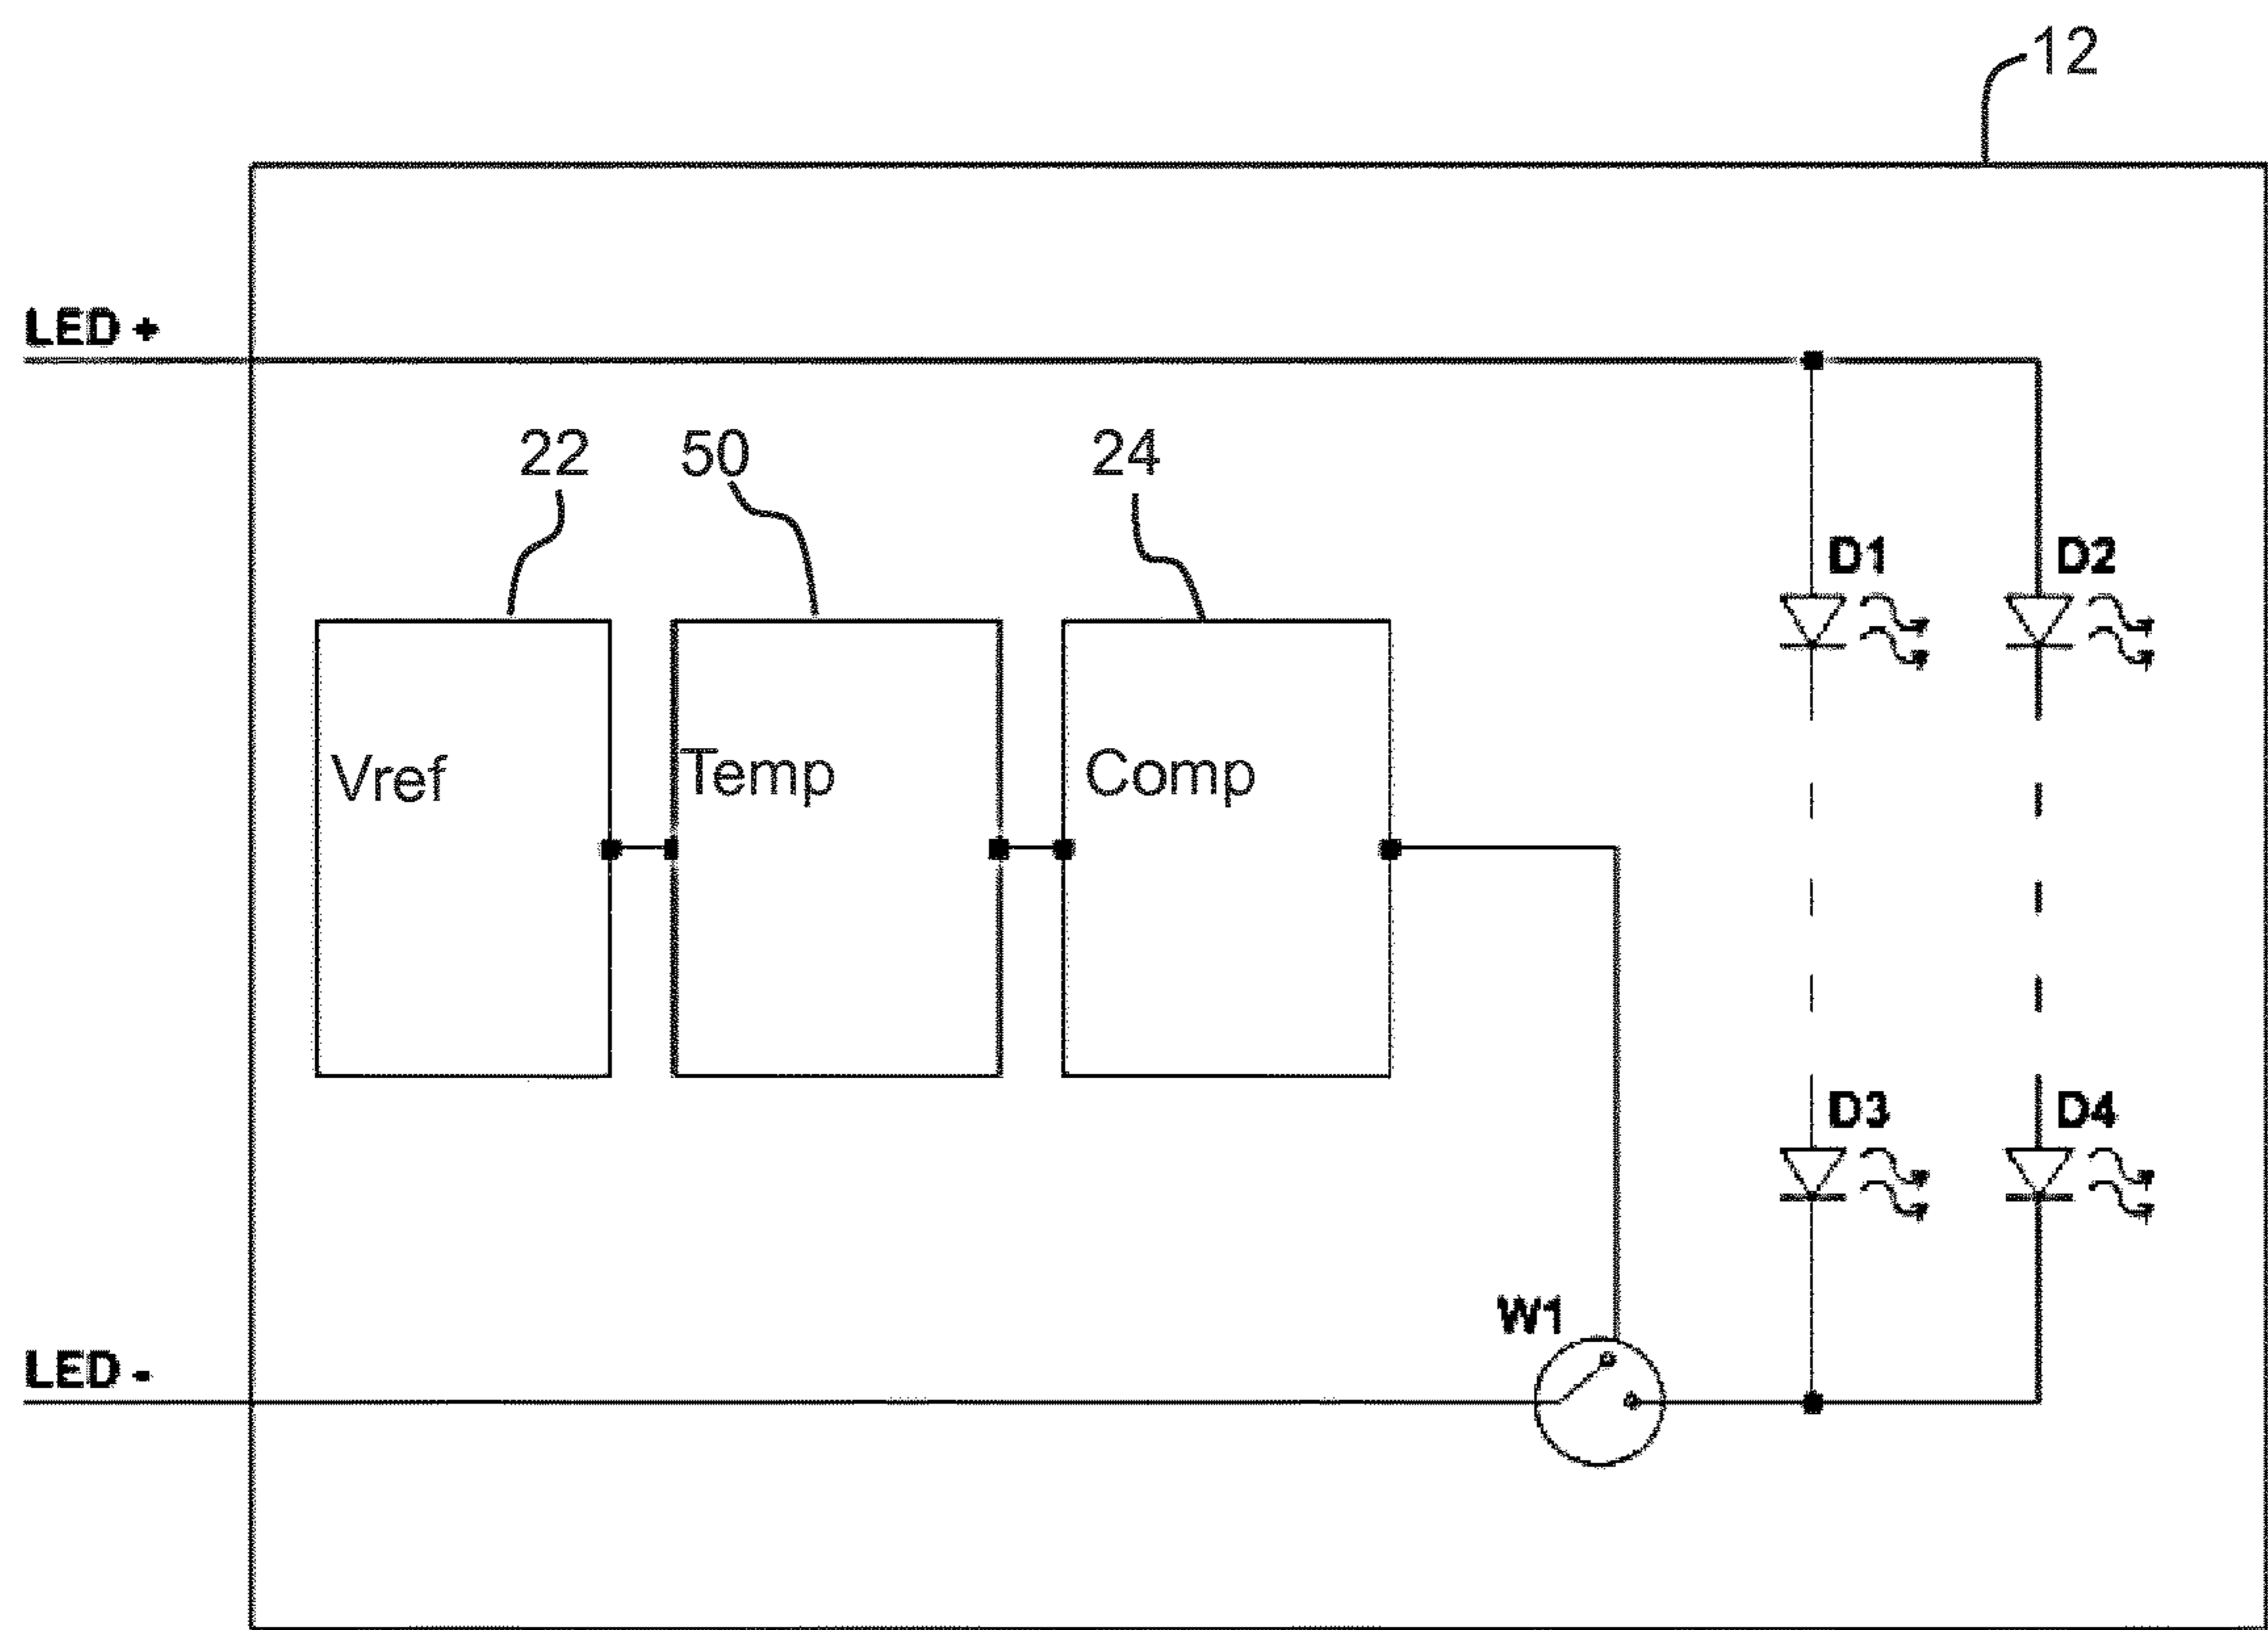 12
LED +
22
50
24
D1
D2
Vref
Temp
Comp
D3
D4
W1
LED -